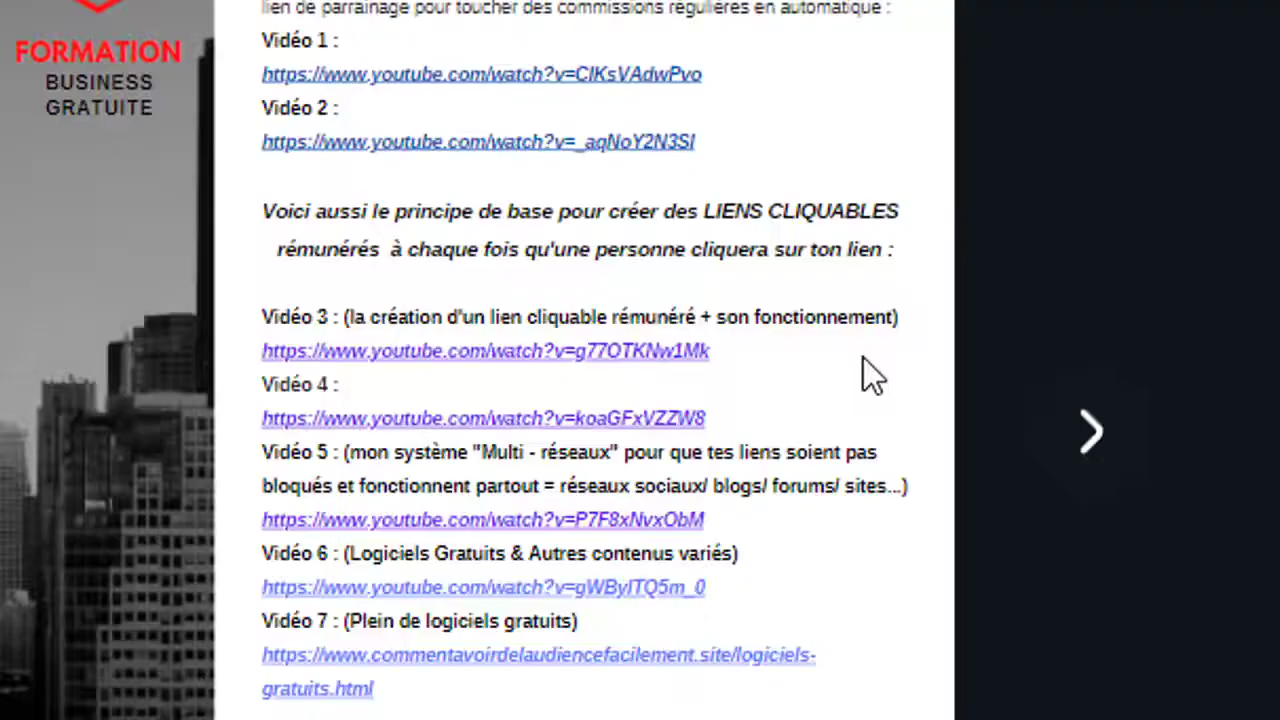 FORMATION
BUSINESS
GRATUITE
lien de parrainage pour toucher des commissions régulières en automatique :
Vidéo 1 :
https://www.youtube.com/watch?v=ClKsVAdwPvo
Vidéo 2 :
https://www.youtube.com/watch?v=_aqNoY2N3SI
Voici aussi le principe de base pour créer des LIENS CLIQUABLES
rémunérés à chaque fois qu'une personne cliquera sur ton lien :
Vidéo 3 : (la création d'un lien cliquable rémunéré + son fonctionnement)
https://www.youtube.com/watch?v=g77OTKNw1Mk
Vidéo 4 :
https://www.youtube.com/watch?v=koaGFxVZZW8
Vidéo 5 : (mon système "Multi - réseaux" pour que tes liens soient pas
bloqués et fonctionnent partout = réseaux sociaux/ blogs/ forums/ sites...)
https://www.youtube.com/watch?v=P7F8xNvxObM
Vidéo 6 : (Logiciels Gratuits & Autres contenus variés)
https://www.youtube.com/watch?v=gWByITQ5m_0
Vidéo 7 : (Plein de logiciels gratuits)
https://www.commentavoirdelaudiencefacilement.site/logiciels-
gratuits.html